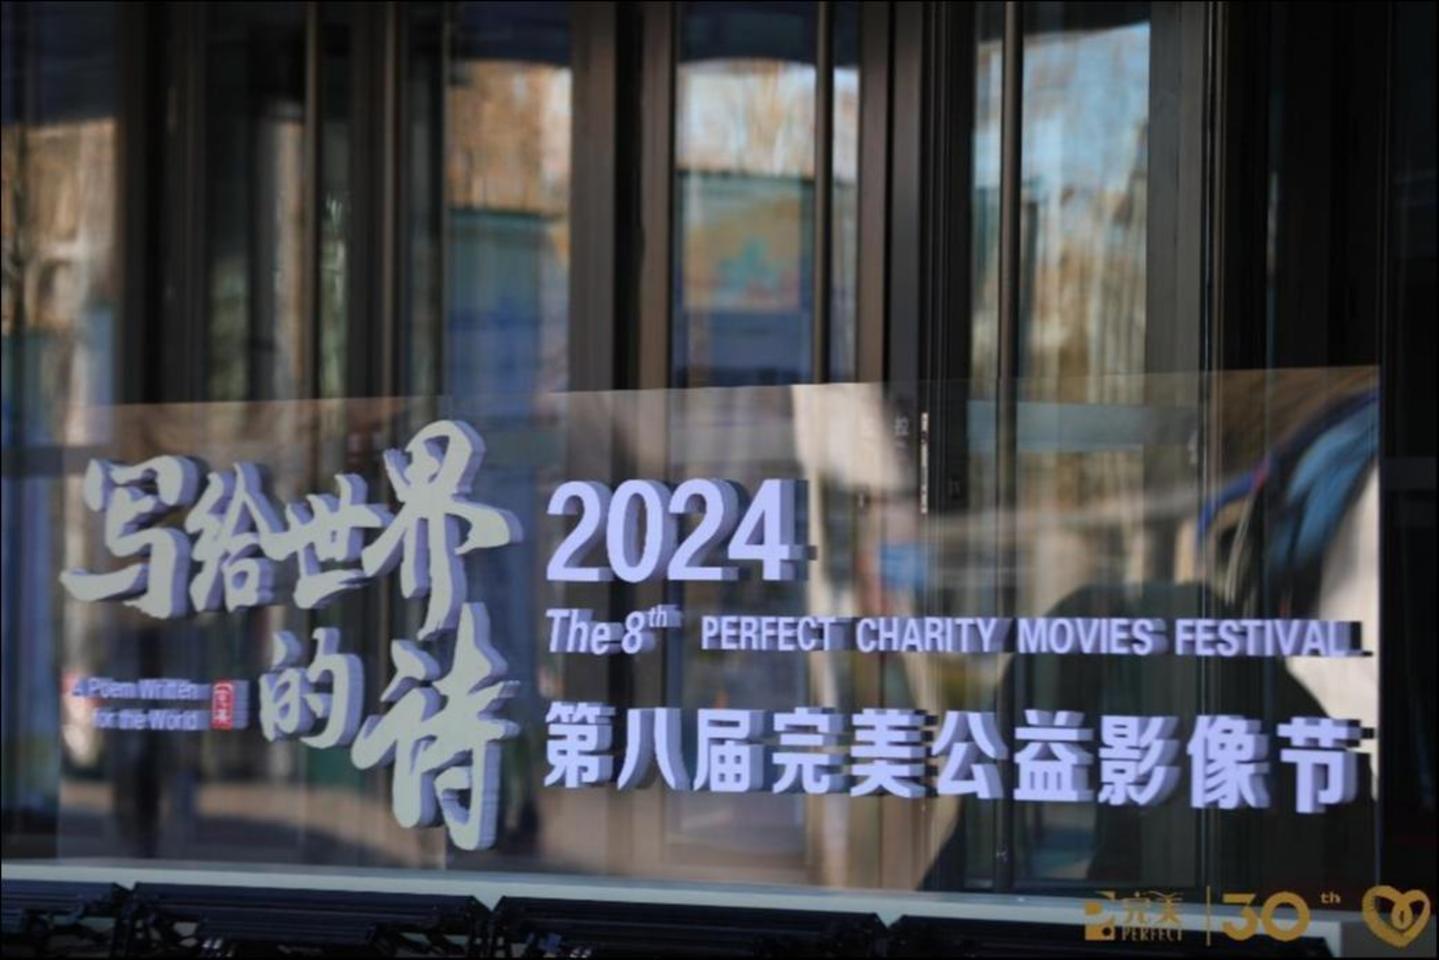 写给世界
的诗
A Poem Written
for the World
2024
The 8th PERFECT CHARITY MOVIES FESTIVAL
第八届完美公益影像节
完美 PERFECT 30th